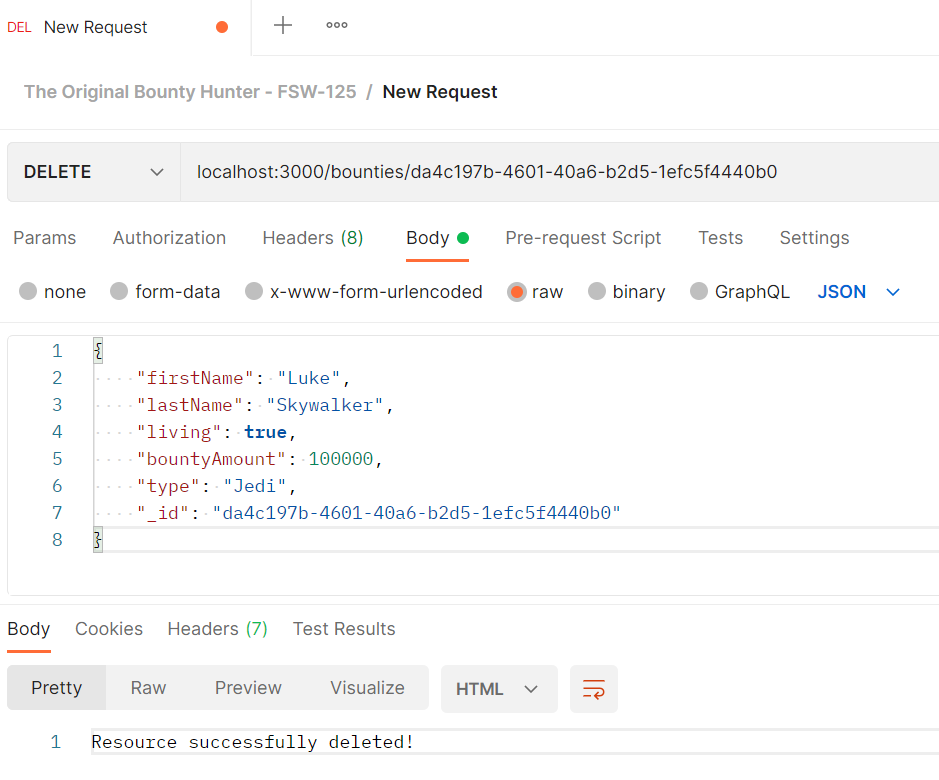 DEL New Request
The Original Bounty Hunter - FSW-125 / New Request
DELETE localhost:3000/bounties/da4c197b-4601-40a6-b2d5-1efc5f4440b0
Params Authorization Headers (8) Body Pre-request Script Tests Settings
none form-data x-www-form-urlencoded raw binary GraphQL JSON
1 {
2 "firstName": "Luke",
3 "lastName": "Skywalker",
4 "living": true,
5 "bountyAmount": 100000,
6 "type": "Jedi",
7 "_id": "da4c197b-4601-40a6-b2d5-1efc5f4440b0"
8 }
Body Cookies Headers (7) Test Results
Pretty Raw Preview Visualize HTML
1 Resource successfully deleted!